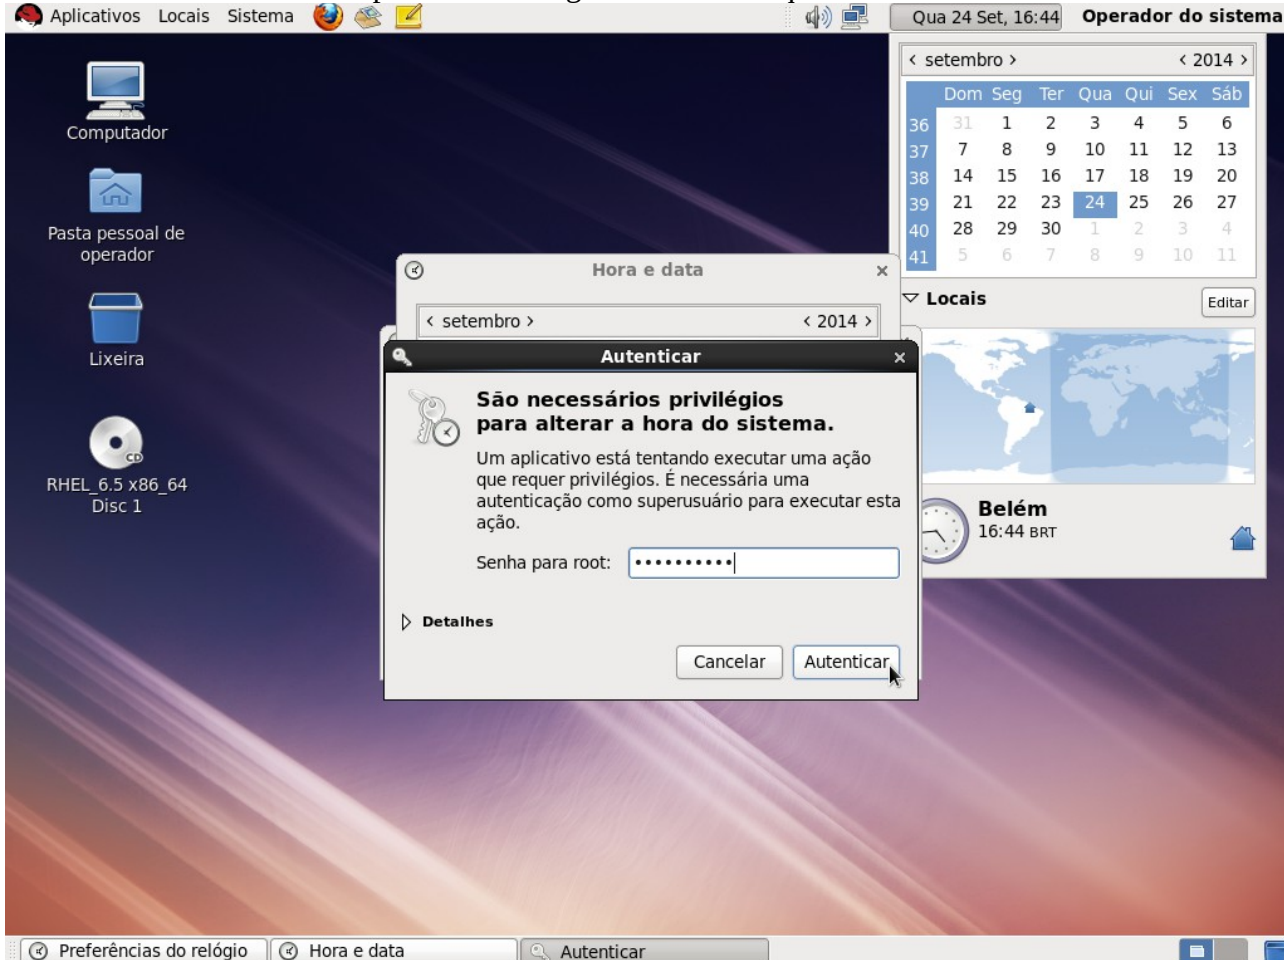 Aplicativos Locais Sistema
Qua 24 Set, 16:44 Operador do sistema
Computador
Pasta pessoal de
operador
Lixeira
RHEL_6.5 x86_64
Disc 1
‹ setembro › ‹ 2014 ›
Dom Seg Ter Qua Qui Sex Sáb
36 31 1 2 3 4 5 6
37 7 8 9 10 11 12 13
38 14 15 16 17 18 19 20
39 21 22 23 24 25 26 27
40 28 29 30 1 2 3 4
41 5 6 7 8 9 10 11
Locais Editar
Belém
16:44 BRT
Hora e data
‹ setembro › ‹ 2014 ›
Autenticar
São necessários privilégios
para alterar a hora do sistema.
Um aplicativo está tentando executar uma ação
que requer privilégios. É necessária uma
autenticação como superusuário para executar esta
ação.
Senha para root: ••••••••••
Detalhes
Cancelar Autenticar
Preferências do relógio Hora e data Autenticar